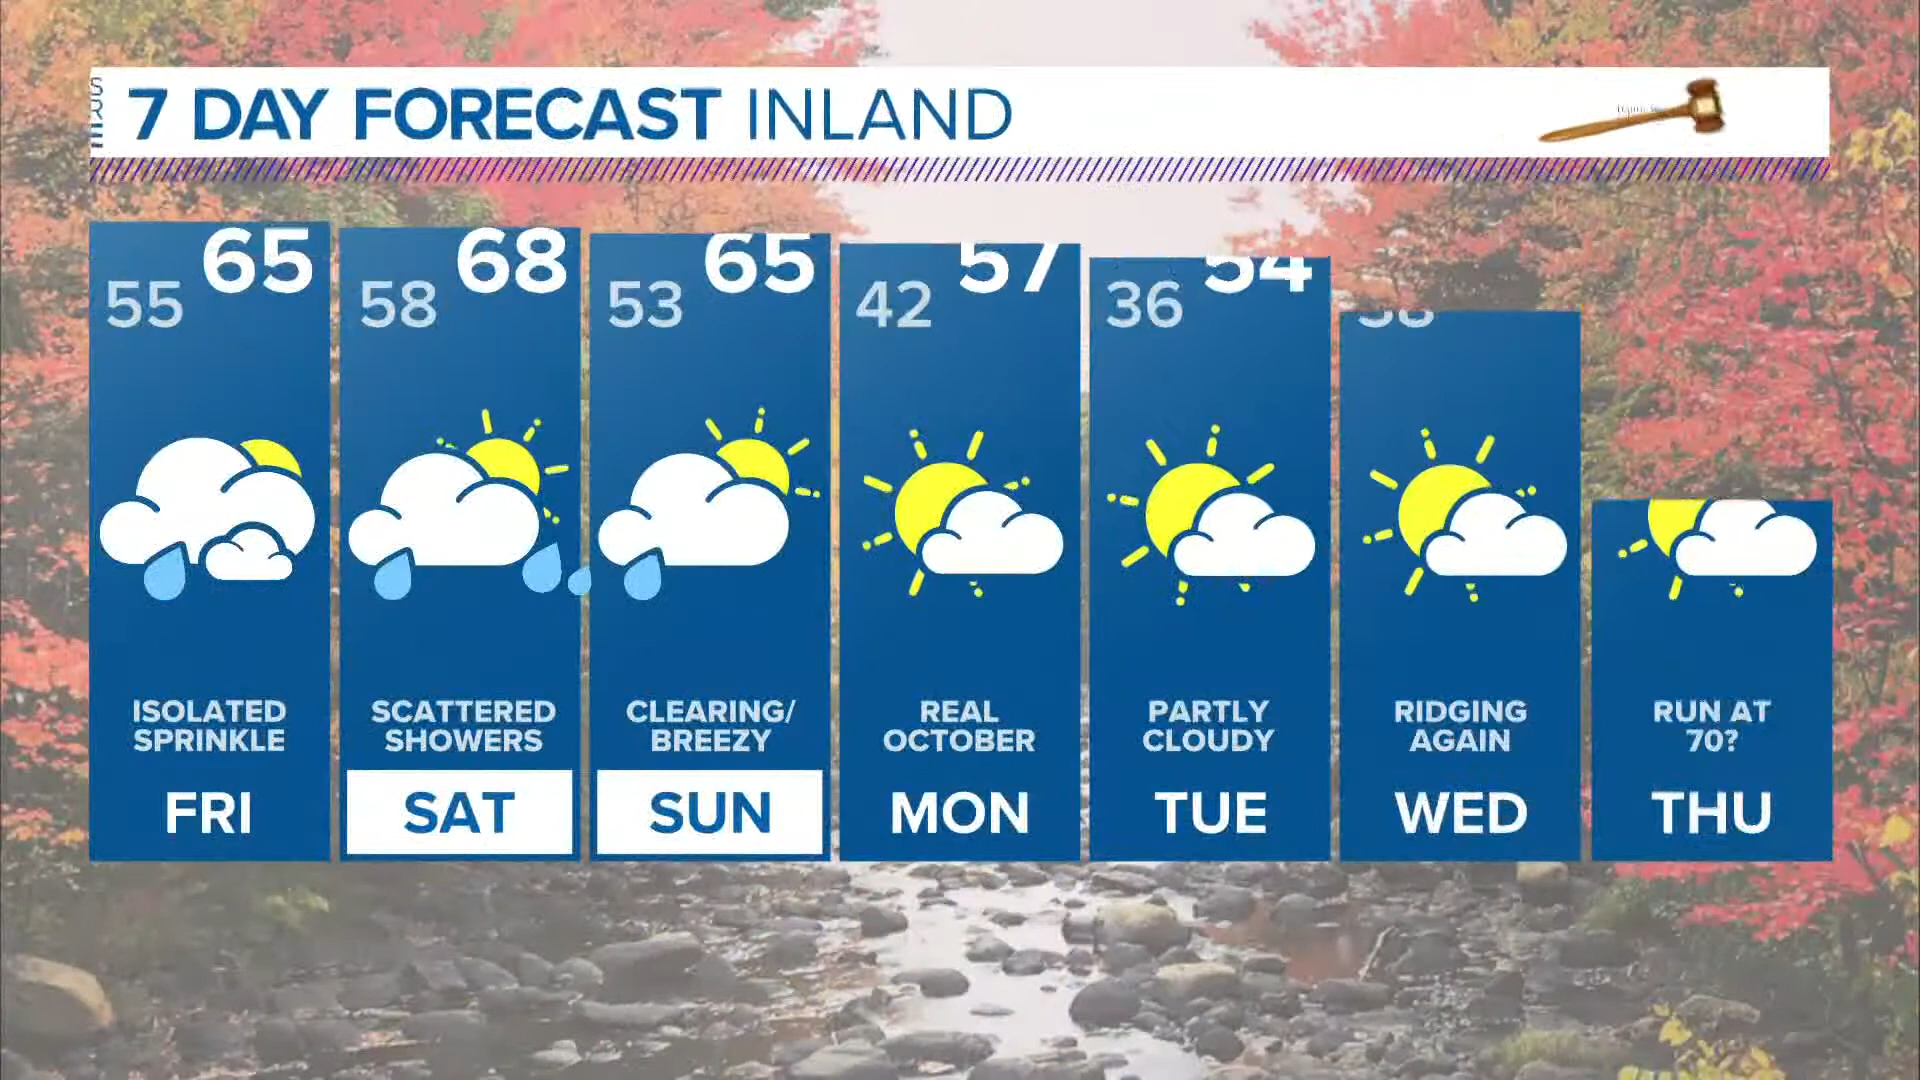 7 DAY FORECAST INLAND
55 65
58 68
53 65
42 57
36 54
38
ISOLATED
SPRINKLE
SCATTERED
SHOWERS
CLEARING/
BREEZY
REAL
OCTOBER
PARTLY
CLOUDY
RIDGING
AGAIN
RUN AT
70?
FRI
SAT
SUN
MON
TUE
WED
THU